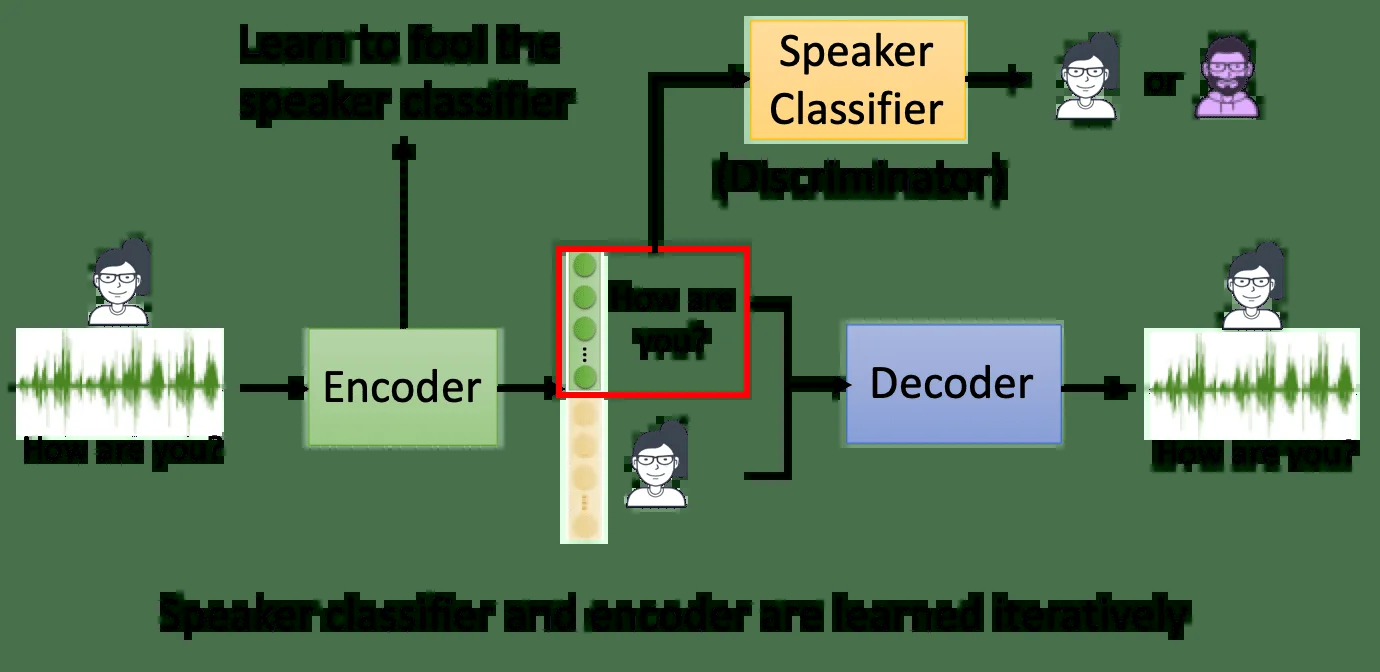 Learn to fool the
speaker classifier
Speaker
Classifier
or
(Discriminator)
How are
you?
Encoder
Decoder
How are you?
How are you?
Speaker classifier and encoder are learned iteratively